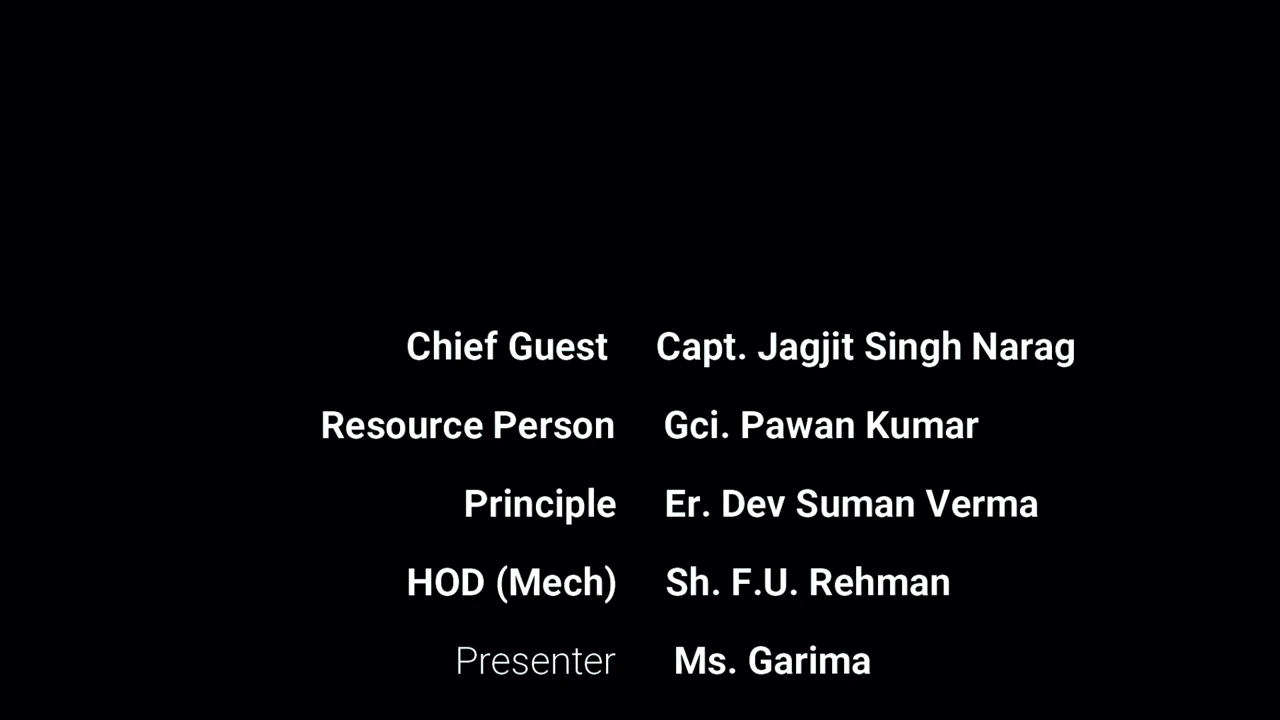 Chief Guest Capt. Jagjit Singh Narag
Resource Person Gci. Pawan Kumar
Principle Er. Dev Suman Verma
HOD (Mech) Sh. F.U. Rehman
Presenter Ms. Garima